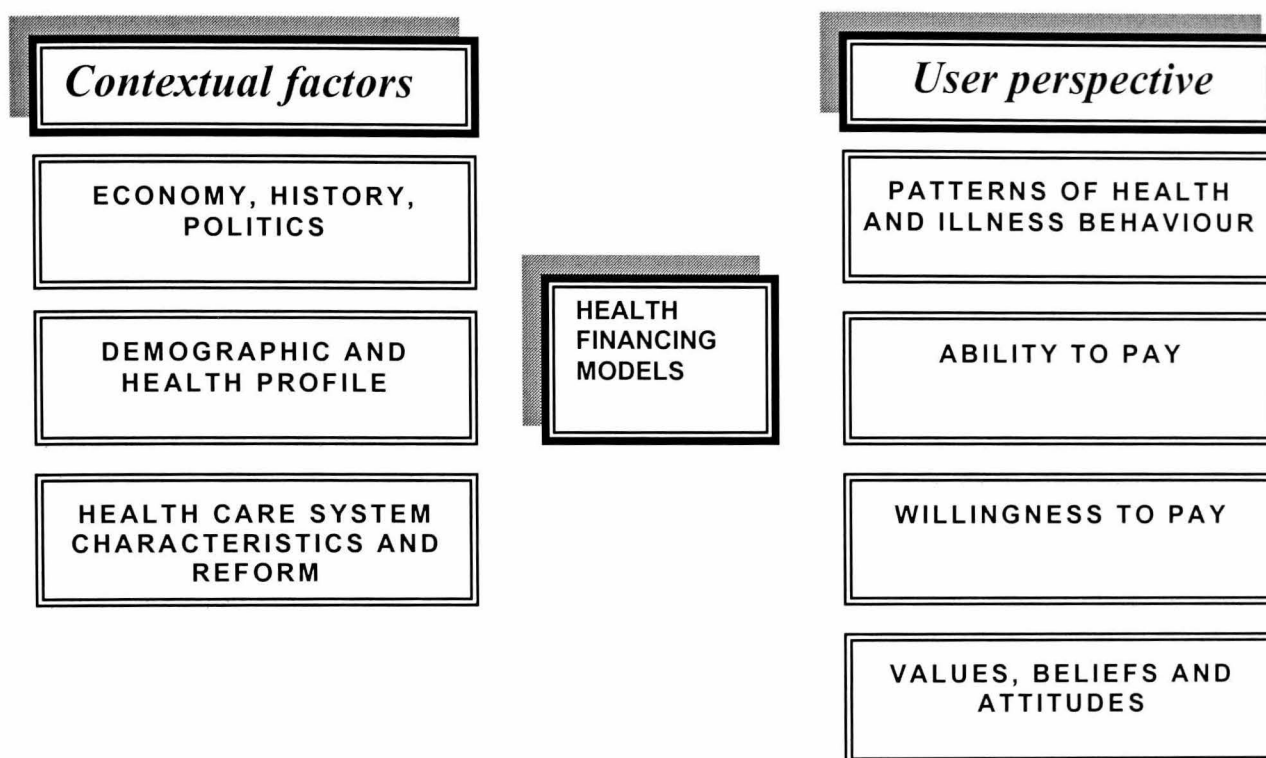 Contextual factors
ECONOMY, HISTORY,
POLITICS
DEMOGRAPHIC AND
HEALTH PROFILE
HEALTH CARE SYSTEM
CHARACTERISTICS AND
REFORM
HEALTH
FINANCING
MODELS
User perspective
PATTERNS OF HEALTH
AND ILLNESS BEHAVIOUR
ABILITY TO PAY
WILLINGNESS TO PAY
VALUES, BELIEFS AND
ATTITUDES